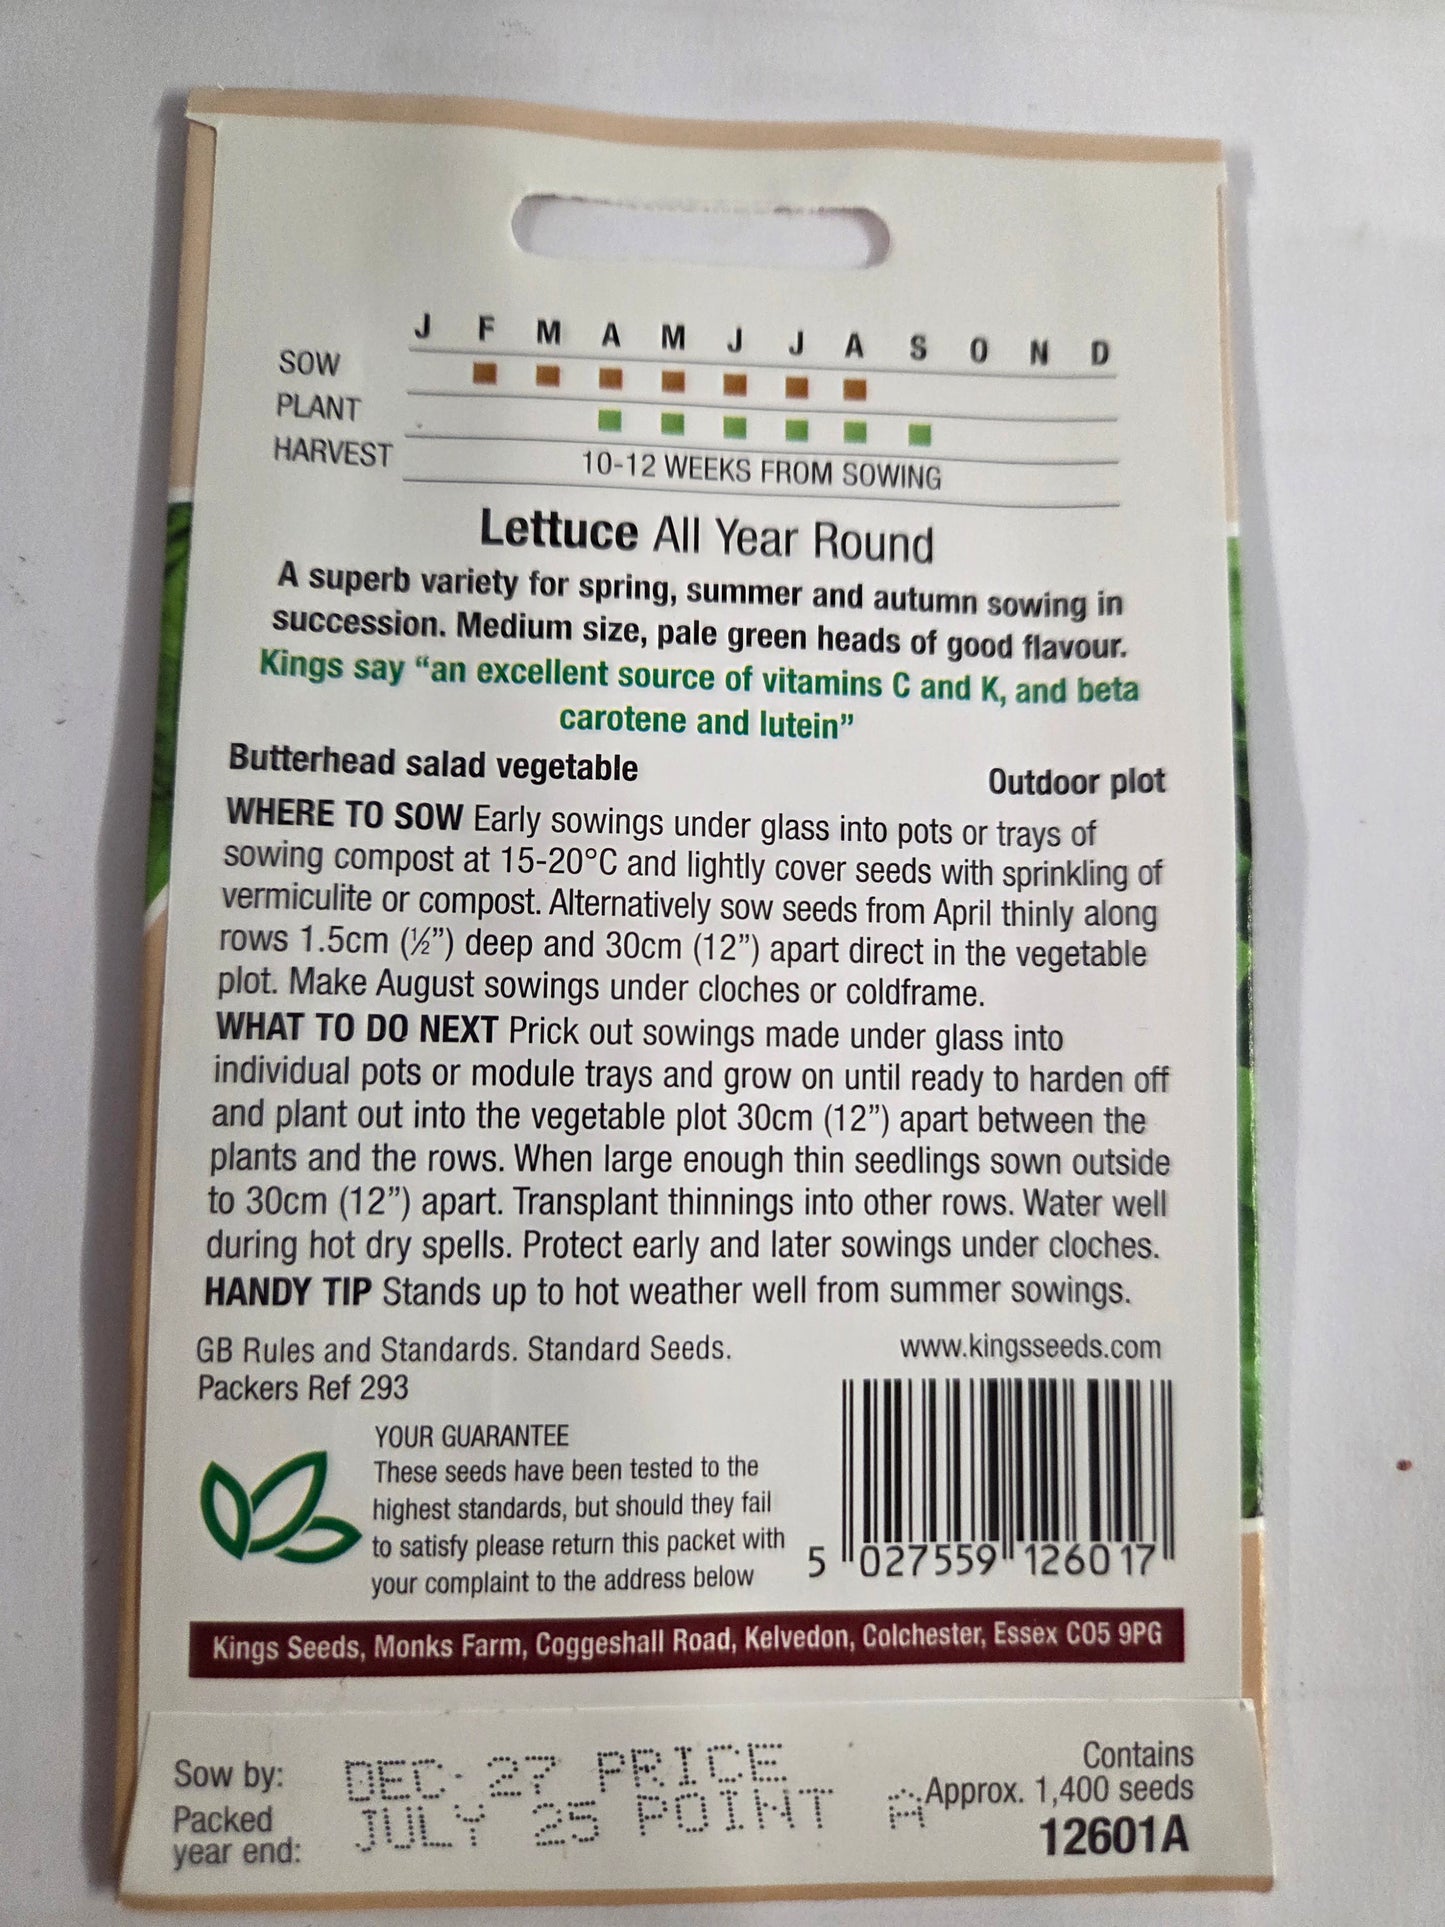 J F M A M J J A S O N D
SOW
PLANT
HARVEST 10-12 WEEKS FROM SOWING
Lettuce All Year Round
A superb variety for spring, summer and autumn sowing in
succession. Medium size, pale green heads of good flavour.
Kings say “an excellent source of vitamins C and K, and beta
carotene and lutein”
Butterhead salad vegetable Outdoor plot
WHERE TO SOW Early sowings under glass into pots or trays of
sowing compost at 15-20°C and lightly cover seeds with sprinkling of
vermiculite or compost. Alternatively sow seeds from April thinly along
rows 1.5cm (½”) deep and 30cm (12”) apart direct in the vegetable
plot. Make August sowings under cloches or coldframe.
WHAT TO DO NEXT Prick out sowings made under glass into
individual pots or module trays and grow on until ready to harden off
and plant out into the vegetable plot 30cm (12”) apart between the
plants and the rows. When large enough thin seedlings sown outside
to 30cm (12”) apart. Transplant thinnings into other rows. Water well
during hot dry spells. Protect early and later sowings under cloches.
HANDY TIP Stands up to hot weather well from summer sowings.
GB Rules and Standards. Standard Seeds. www.kingsseeds.com
Packers Ref 293
YOUR GUARANTEE
These seeds have been tested to the
highest standards, but should they fail
to satisfy please return this packet with
your complaint to the address below
5 027559 126017
Kings Seeds, Monks Farm, Coggeshall Road, Kelvedon, Colchester, Essex CO5 9PG
Sow by: DEC 27 PRICE
Packed
year end: JULY 25 POINT A
Contains
Approx. 1,400 seeds
12601A